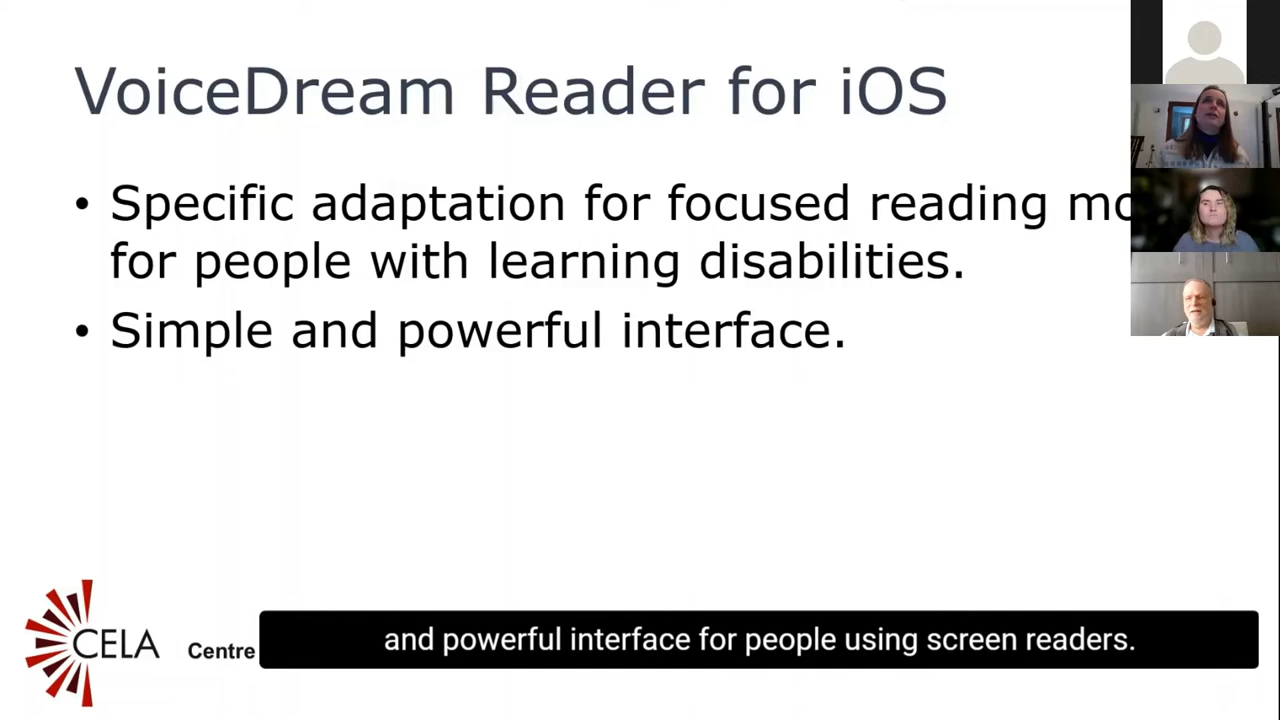 VoiceDream Reader for iOS
• Specific adaptation for focused reading
for people with learning disabilities.
• Simple and powerful interface.
CELA
Centre
and powerful interface for people using screen readers.